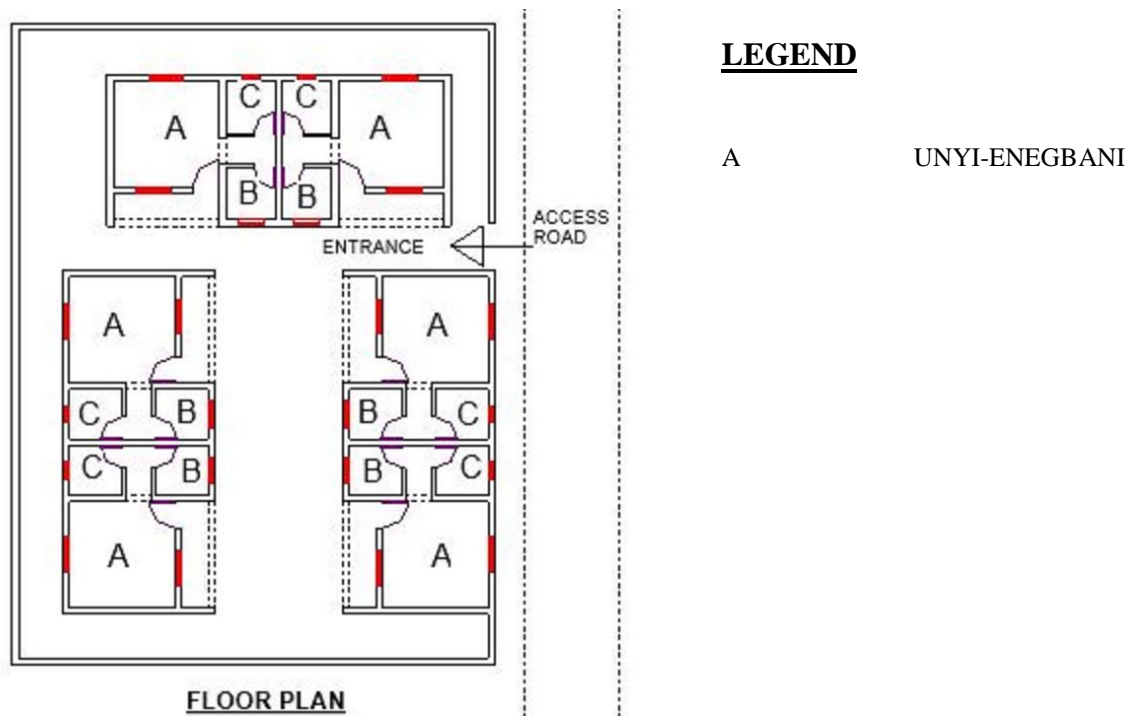 LEGEND
A UNYI-ENEGBANI
C C
A A
B B
ACCESS
ROAD
ENTRANCE
A A
C B B C
C B B C
A A
FLOOR PLAN